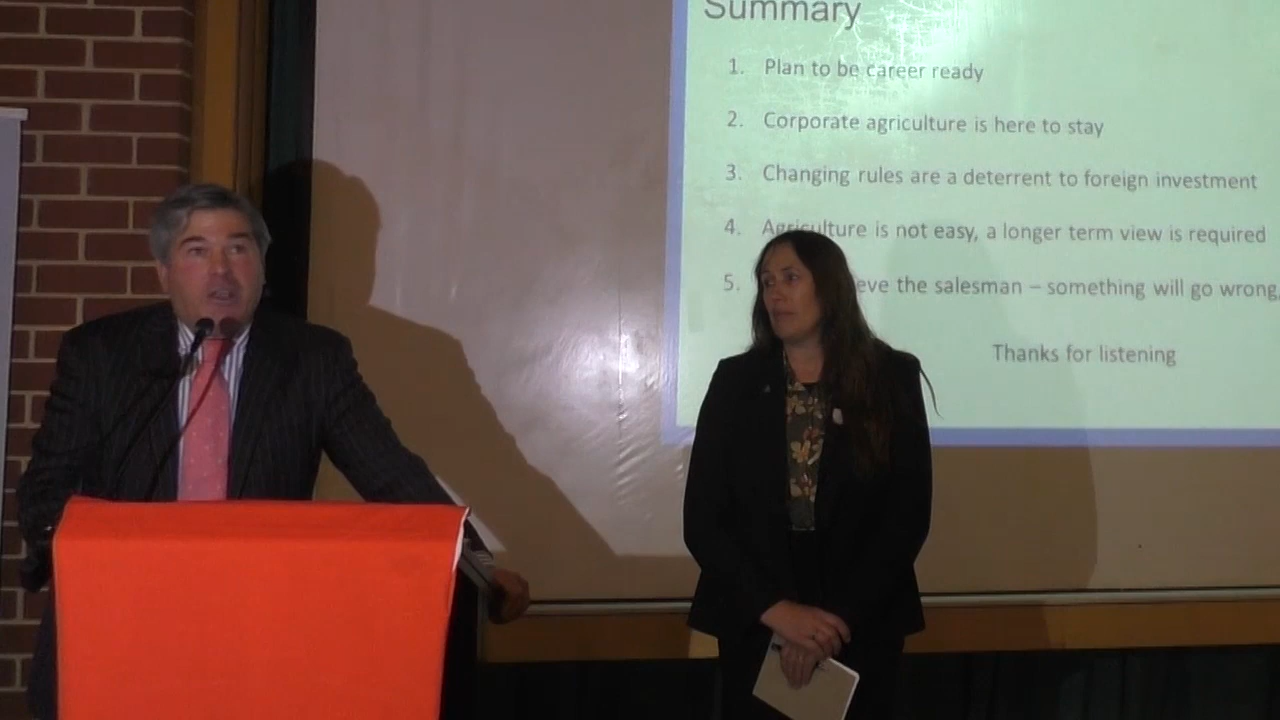 Summary
1. Plan to be career ready
2. Corporate agriculture is here to stay
3. Changing rules are a deterrent to foreign investment
4. Agriculture is not easy, a longer term view is required
5. eve the salesman – something will go wrong
Thanks for listening